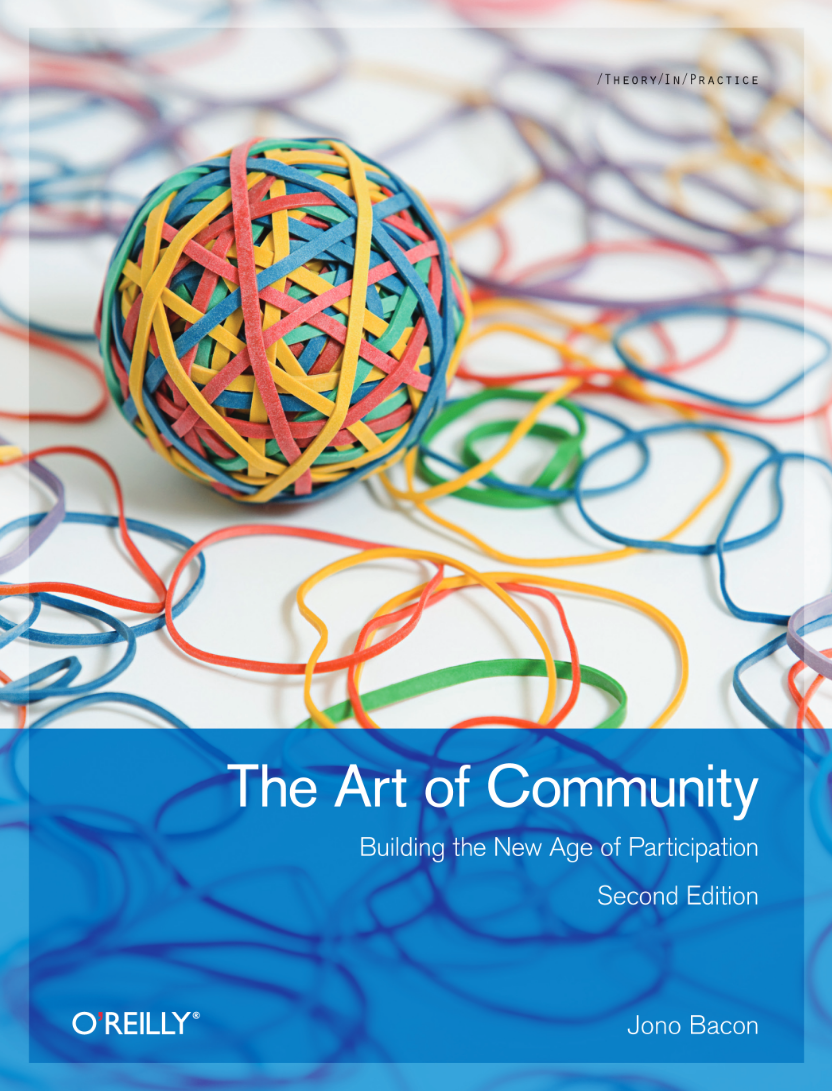 /THEORY/IN/PRACTICE
The Art of Community
Building the New Age of Participation
Second Edition
O'REILLY®
Jono Bacon